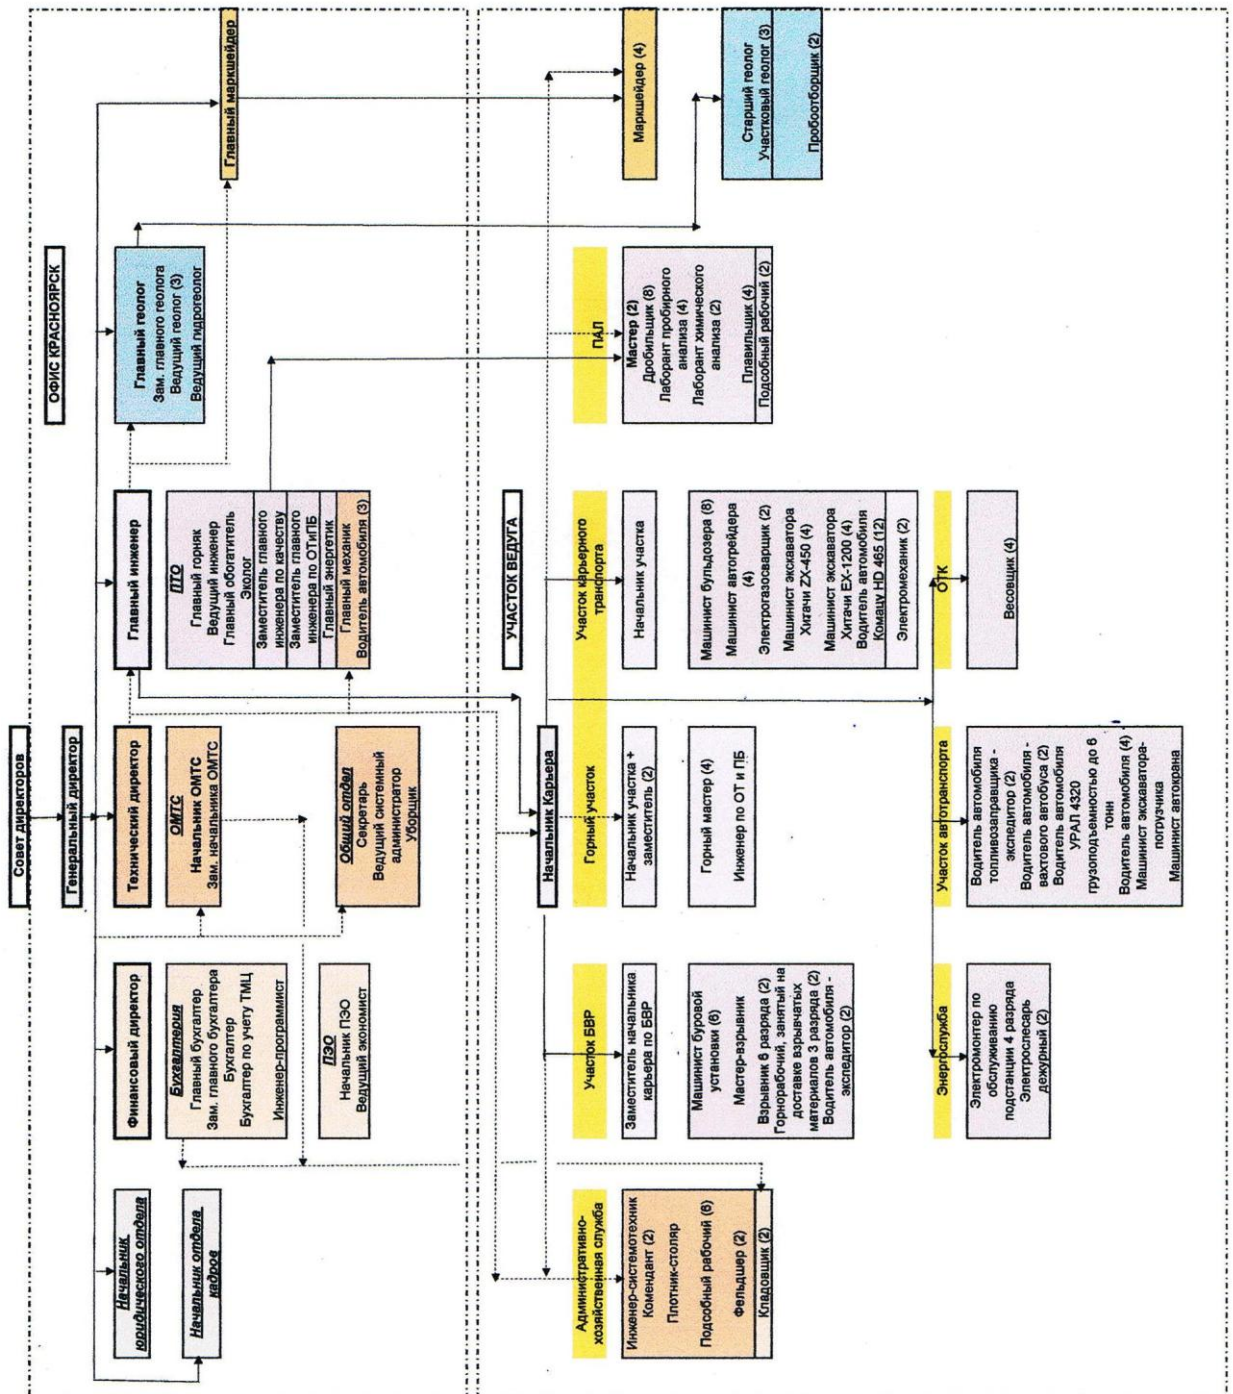 Совет директоров
Генеральный директор
ОФИС КРАСНОЯРСК
Начальник
юридического отдела
Начальник отдела
кадров
Финансовый директор
Бухгалтерия
Главный бухгалтер
Зам. главного бухгалтера
Бухгалтер
Бухгалтер по учету ТМЦ
Инженер-программист
ПЭО
Начальник ПЭО
Ведущий экономист
Технический директор
ОМТС
Начальник ОМТС
Зам. начальника ОМТС
Общий отдел
Секретарь
Ведущий системный
администратор
Уборщик
Главный инженер
ПТО
Главный горняк
Ведущий инженер
Главный обогатитель
Эколог
Заместитель главного
инженера по качеству
Заместитель главного
инженера по ОТиПБ
Главный энергетик
Главный механик
Водитель автомобиля (3)
Главный геолог
Зам. главного геолога
Ведущий геолог (3)
Ведущий гидрогеолог
Главный маркшейдер
УЧАСТОК ВЕДУГА
Начальник Карьера
Административно-
хозяйственная служба
Инженер-системотехник
Комендант (2)
Плотник-столяр
Подсобный рабочий (6)
Фельдшер (2)
Кладовщик (2)
Участок БВР
Заместитель начальника
карьера по БВР
Машинист буровой
установки (6)
Мастер-взрывник
Взрывник 6 разряда (2)
Горнорабочий, занятый на
доставке взрывчатых
материалов 3 разряда (2)
Водитель автомобиля -
экспедитор (2)
Горный участок
Начальник участка +
заместитель (2)
Горный мастер (4)
Инженер по ОТ и ПБ
Участок карьерного
транспорта
Начальник участка
Машинист бульдозера (8)
Машинист автогрейдера
(4)
Электрогазосварщик (2)
Машинист экскаватора
Хитачи ZX-450 (4)
Машинист экскаватора
Хитачи EX-1200 (4)
Водитель автомобиля
Комацу HD 465 (12)
Электромеханик (2)
ПАЛ
Мастер (2)
Дробильщик (8)
Лаборант пробирного
анализа (4)
Лаборант химического
анализа (2)
Плавильщик (4)
Подсобный рабочий (2)
Маркшейдер (4)
Старший геолог
Участковый геолог (3)
Пробоотборщик (2)
Энергослужба
Электромонтер по
обслуживанию
подстанции 4 разряда
Электрослесарь
дежурный (2)
Участок автотранспорта
Водитель автомобиля
топливозаправщика -
экспедитор (2)
Водитель автомобиля -
вахтового автобуса (2)
Водитель автомобиля
УРАЛ 4320
грузоподъемностью до 6
тонн
Водитель автомобиля (4)
Машинист экскаватора-
погрузчика
Машинист автокрана
ОТК
Весовщик (4)